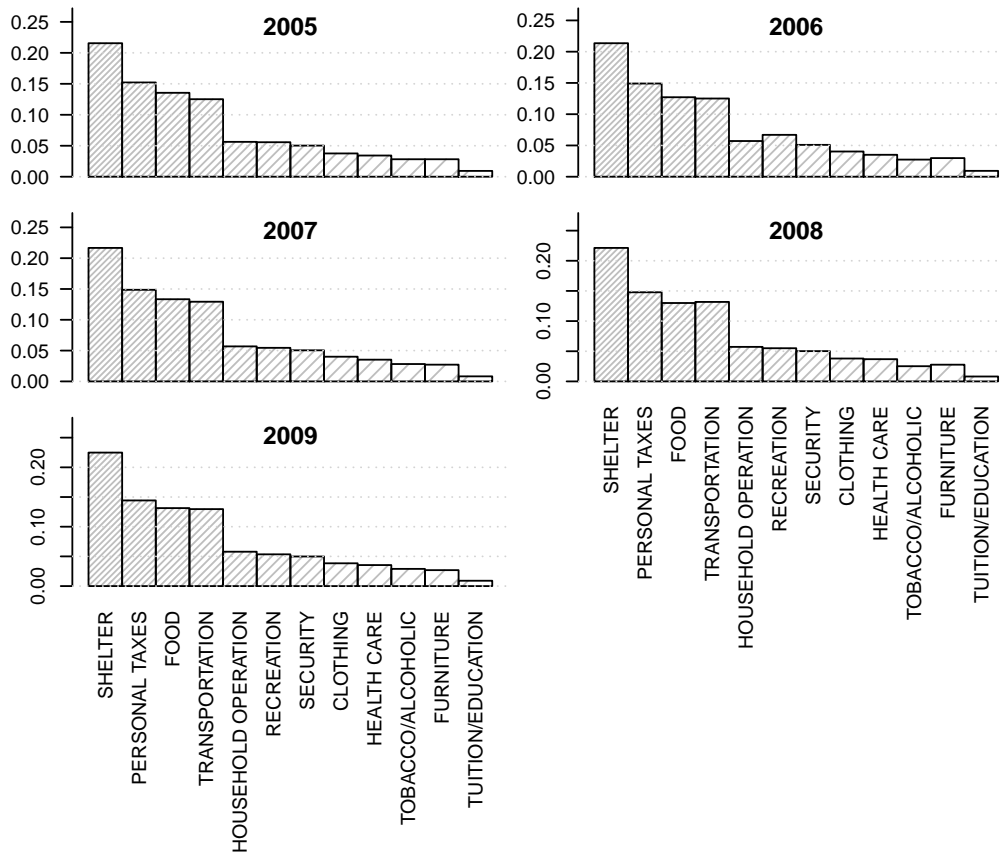 2005
0.25
0.20
0.15
0.10
0.05
0.00
2006
0.25
0.20
0.15
0.10
0.05
0.00
2007
0.25
0.20
0.15
0.10
0.05
0.00
2008
0.20
0.10
0.00
SHELTER
PERSONAL TAXES
FOOD
TRANSPORTATION
HOUSEHOLD OPERATION
RECREATION
SECURITY
CLOTHING
HEALTH CARE
TOBACCO/ALCOHOLIC
FURNITURE
TUITION/EDUCATION
2009
0.20
0.10
0.00
SHELTER
PERSONAL TAXES
FOOD
TRANSPORTATION
HOUSEHOLD OPERATION
RECREATION
SECURITY
CLOTHING
HEALTH CARE
TOBACCO/ALCOHOLIC
FURNITURE
TUITION/EDUCATION